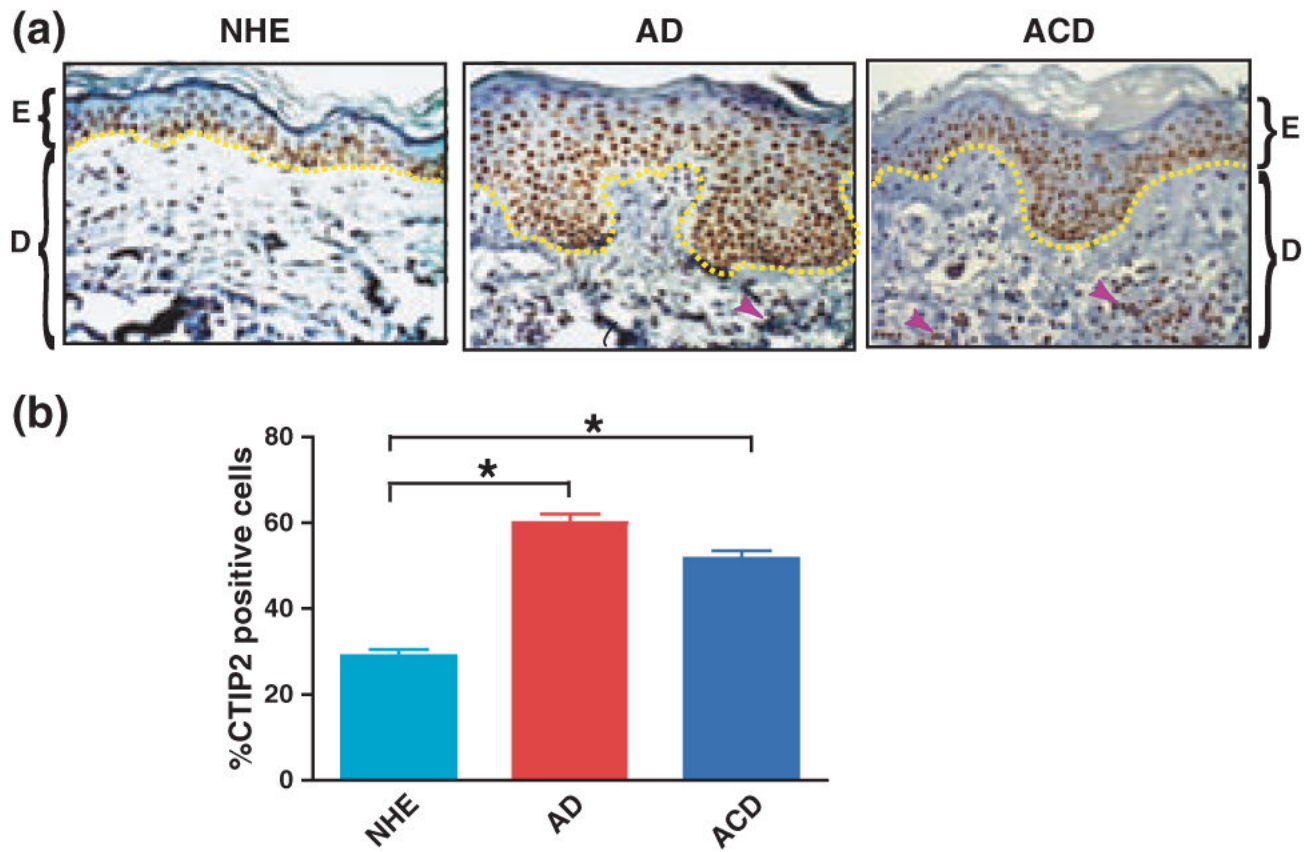 (a)
NHE AD ACD
E
D
E
D
(b)
%CTIP2 positive cells
80
60
40
20
0
*
*
NHE
AD
ACD